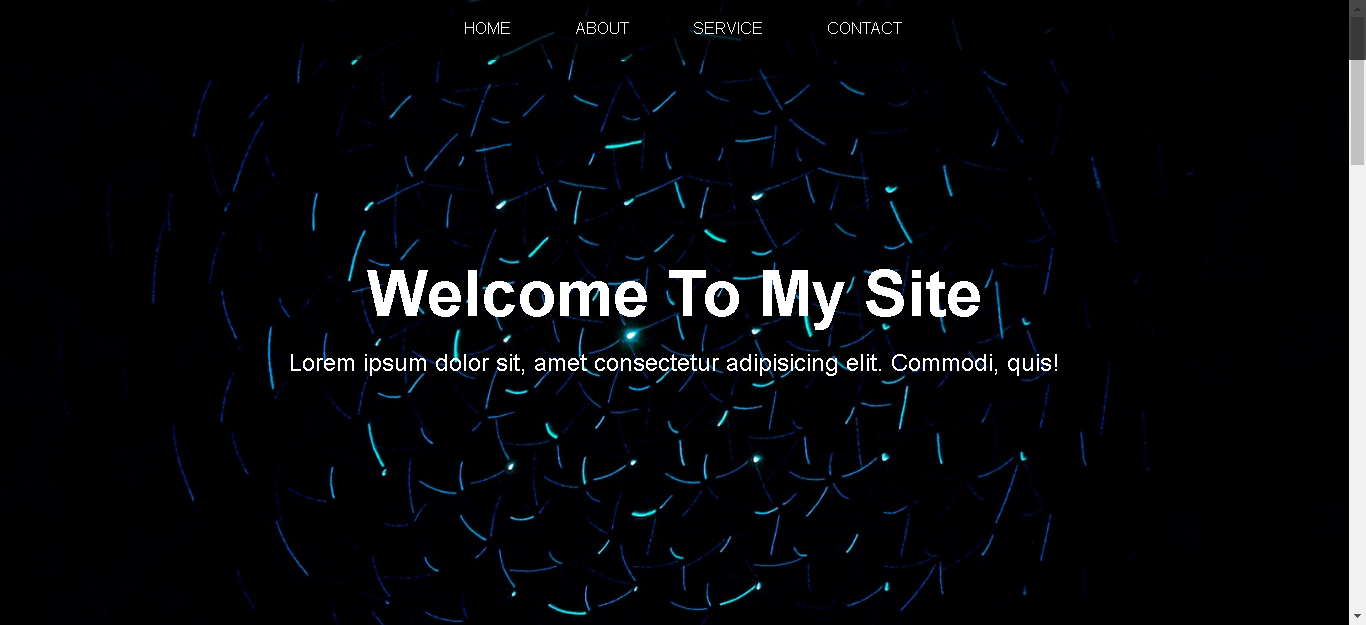 HOME ABOUT SERVICE CONTACT
Welcome To My Site
Lorem ipsum dolor sit, amet consectetur adipisicing elit. Commodi, quis!